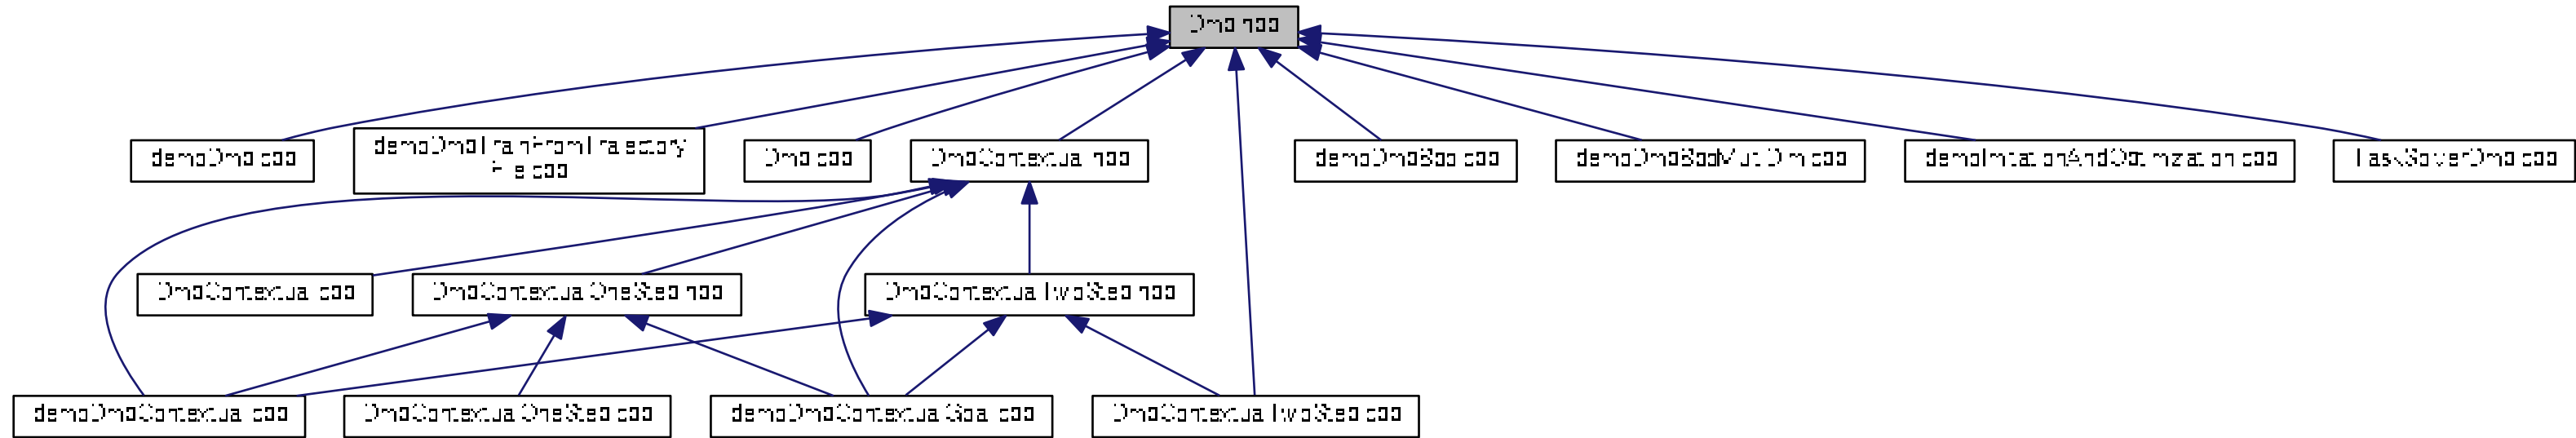 Dmp.hpp
demoDmp.cpp
demoDmpTrainFromTrajectory
File.cpp
Dmp.cpp
DmpContextual.hpp
demoDmpBbo.cpp
demoDmpBboMultiDim.cpp
demoImitationAndOptimization.cpp
TaskSolverDmp.cpp
DmpContextual.cpp
DmpContextualOneStep.hpp
DmpContextualTwoStep.hpp
demoDmpContextual.cpp
DmpContextualOneStep.cpp
demoDmpContextualGoal.cpp
DmpContextualTwoStep.cpp